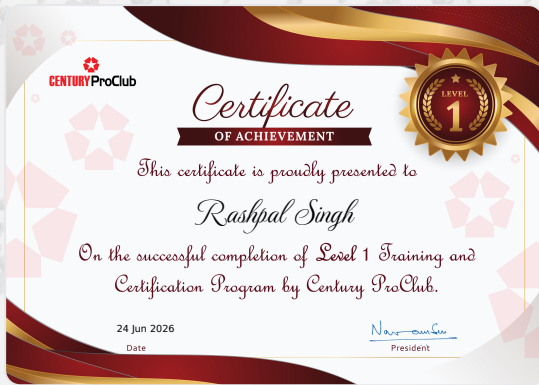 CENTURY ProClub
Certificate
OF ACHIEVEMENT
LEVEL
1
This certificate is proudly presented to
Rashpal Singh
On the successful completion of Level 1 Training and
Certification Program by Century ProClub.
24 Jun 2026
Date
President